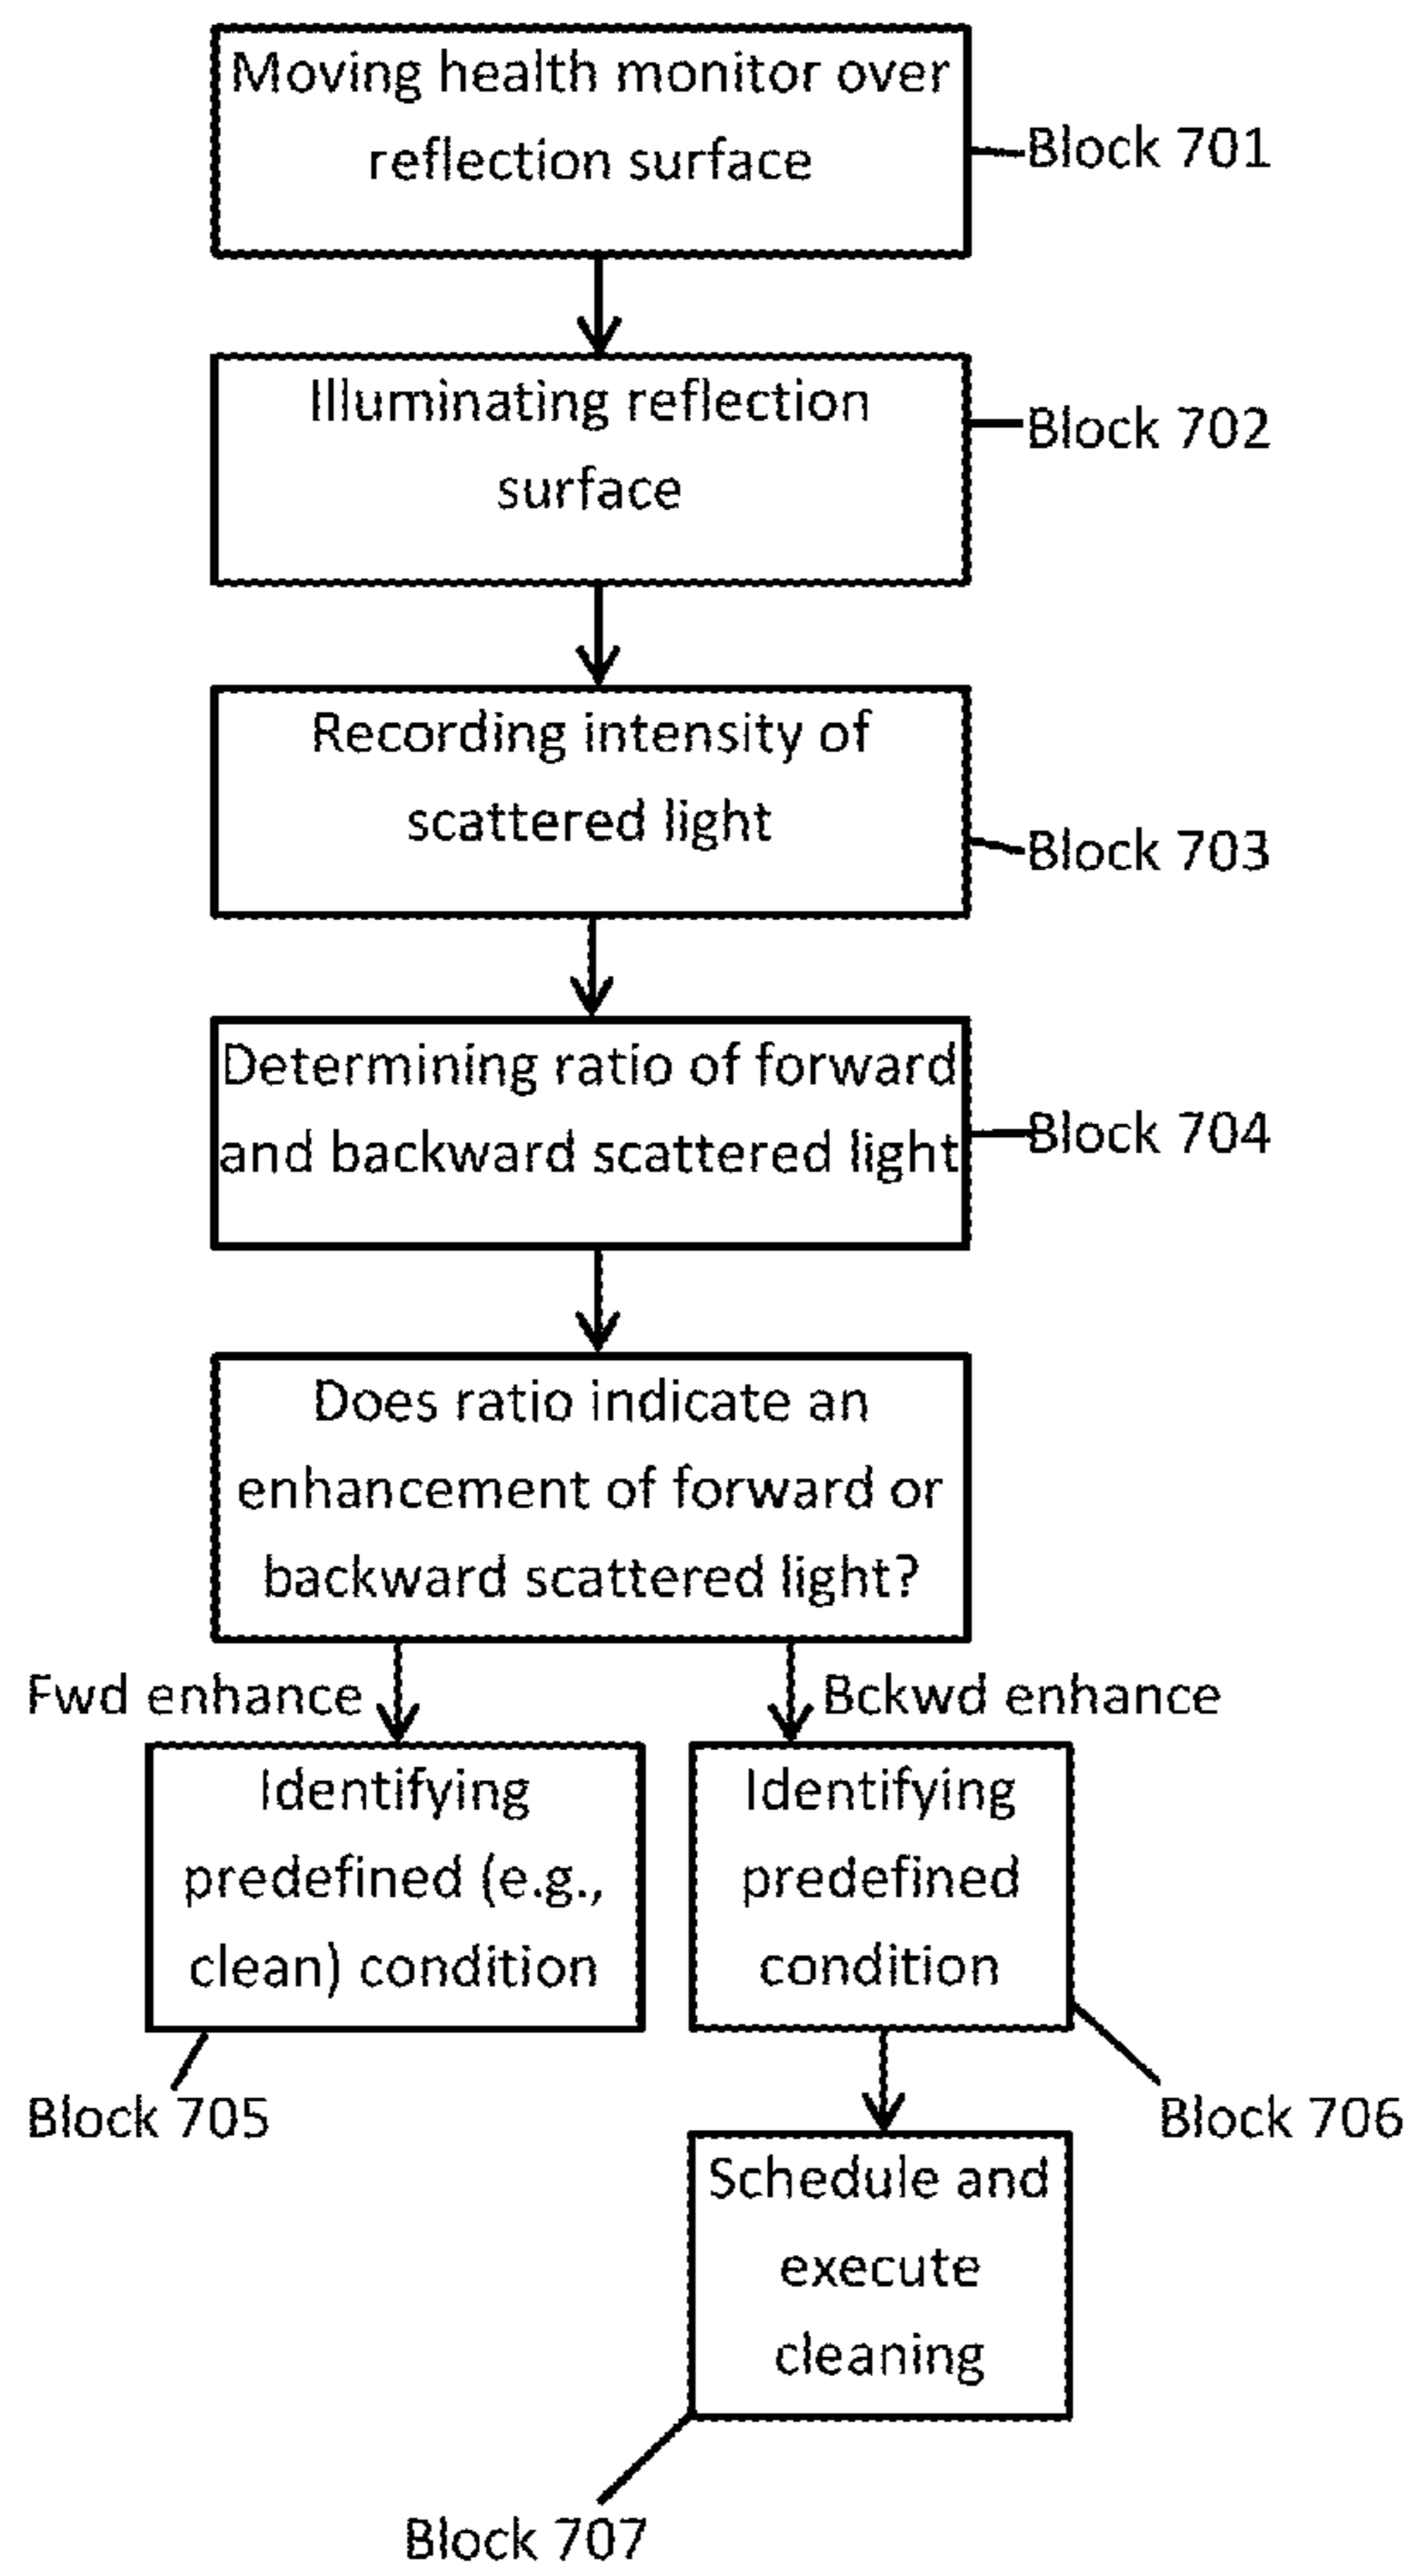 Moving health monitor over
reflection surface
Block 701
Illuminating reflection
surface
Block 702
Recording intensity of
scattered light
Block 703
Determining ratio of forward
and backward scattered light
Block 704
Does ratio indicate an
enhancement of forward or
backward scattered light?
Fwd enhance
Bckwd enhance
Identifying
predefined (e.g.,
clean) condition
Block 705
Identifying
predefined
condition
Block 706
Schedule and
execute
cleaning
Block 707